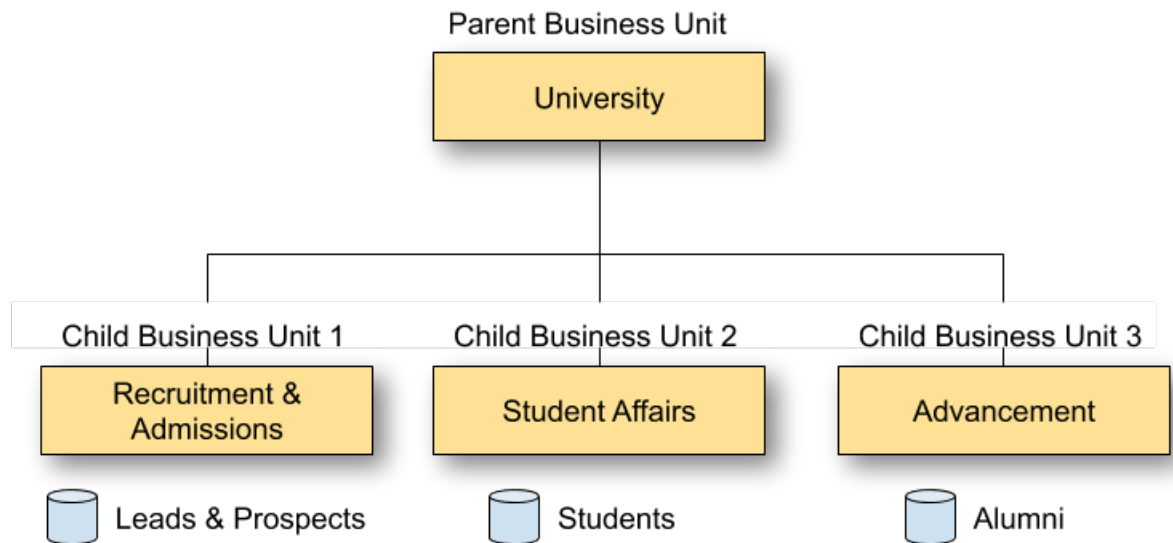 Parent Business Unit
University
Child Business Unit 1
Child Business Unit 2
Child Business Unit 3
Recruitment &
Admissions
Student Affairs
Advancement
Leads & Prospects
Students
Alumni